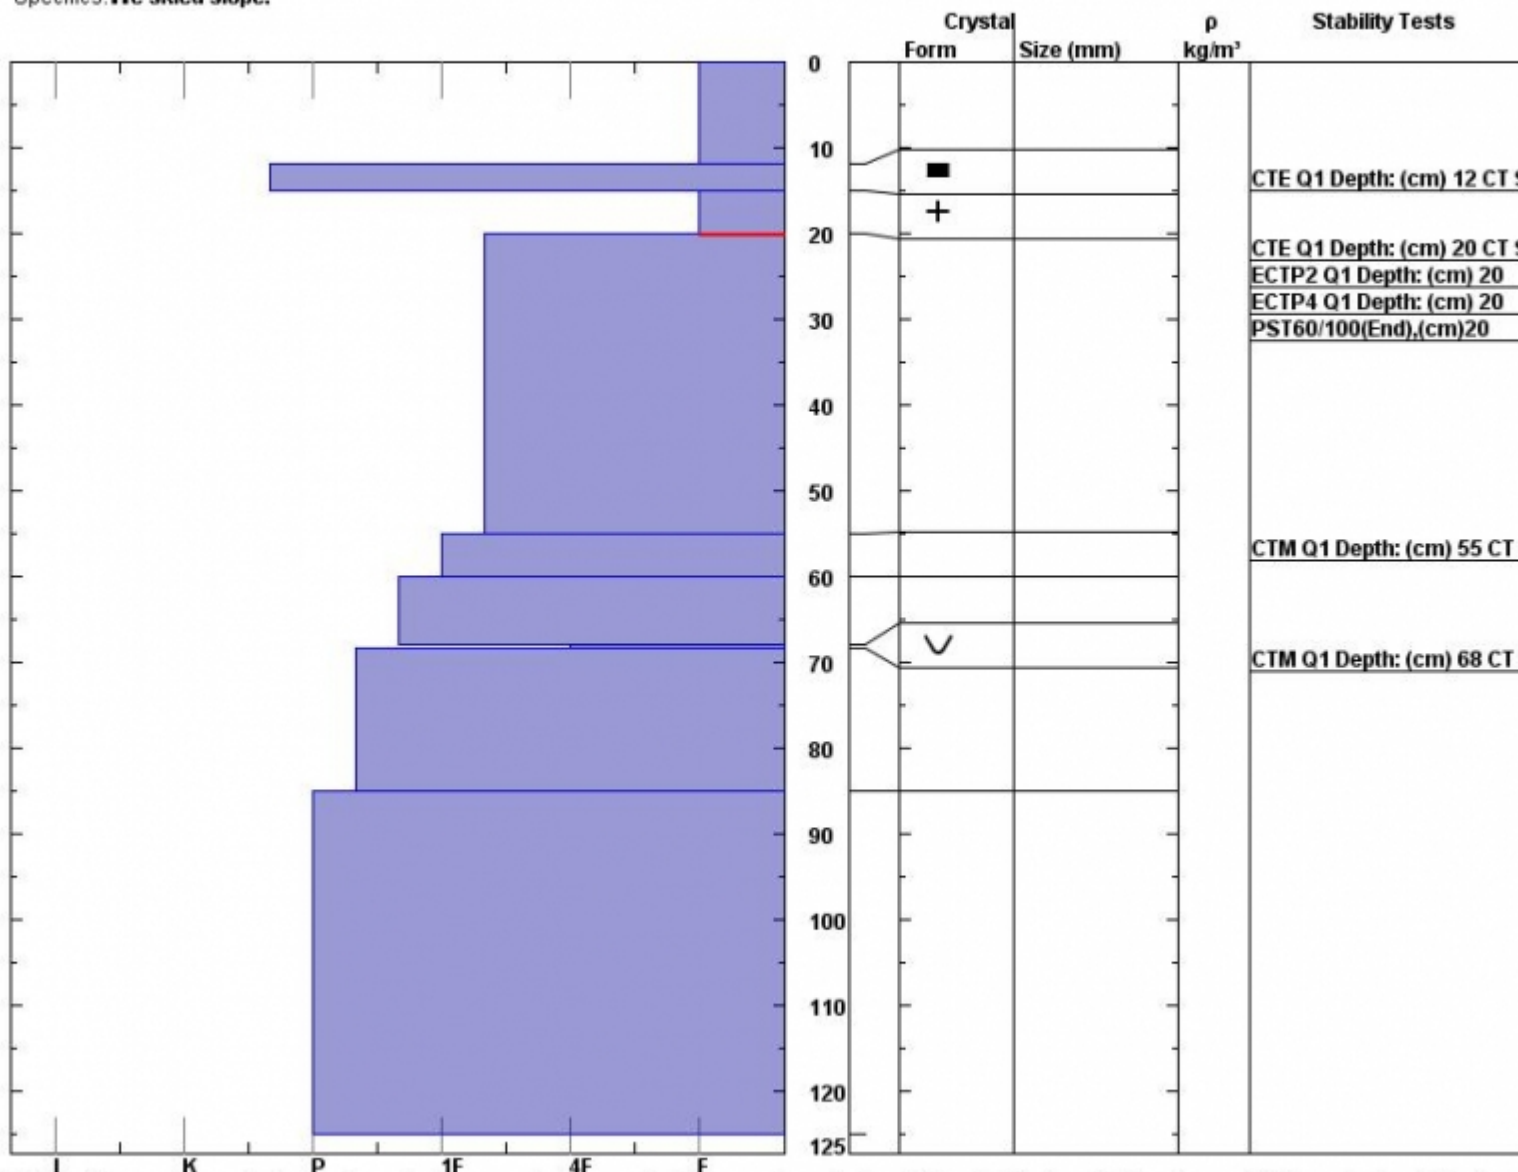 Crystal ρ Stability Tests
Form Size (mm) kg/m³
0
10
CTE Q1 Depth: (cm) 12 CT
20
CTE Q1 Depth: (cm) 20 CT
ECTP2 Q1 Depth: (cm) 20
ECTP4 Q1 Depth: (cm) 20
30
PST60/100(End),(cm)20
40
50
CTM Q1 Depth: (cm) 55 CT
60
70
CTM Q1 Depth: (cm) 68 CT
80
90
100
110
120
125
I K P 1F 4F F